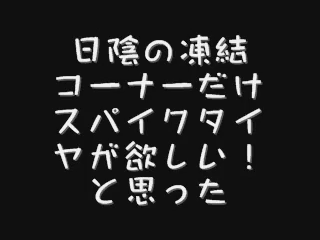 日陰の凍結
コーナーだけ
スパイクタイ
ヤが欲しい！
と思った